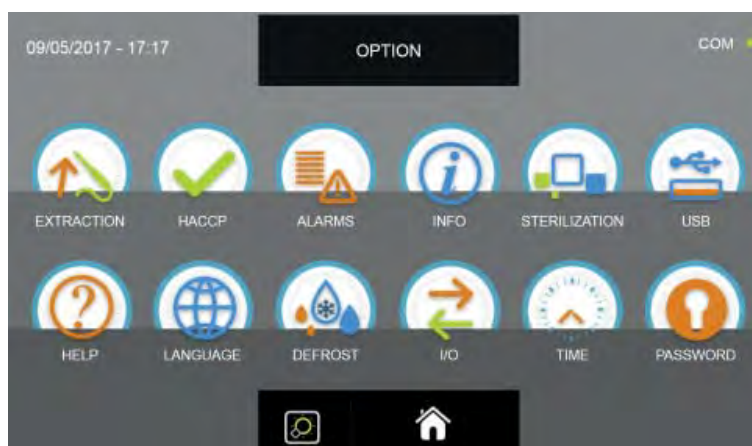 09/05/2017 - 17:17
OPTION
COM
EXTRACTION
HACCP
ALARMS
INFO
STERILIZATION
USB
HELP
LANGUAGE
DEFROST
I/O
TIME
PASSWORD